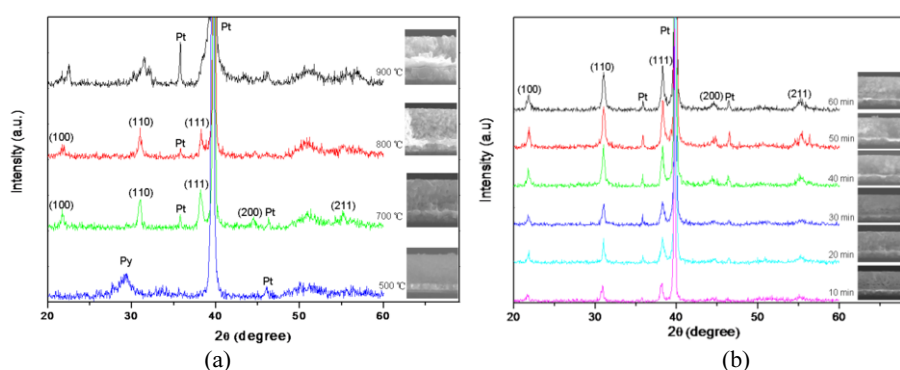 Pt
Pt
900 ℃
(100)
(110)
Pt
(111)
800 ℃
(100)
(110)
Pt
(111)
(200)
Pt
(211)
700 ℃
Py
Pt
500 ℃
Intensity (a.u.)
20 30 40 50 60
2θ (degree)
(a)
Pt
(100)
(110)
Pt
(111)
(200)
Pt
(211)
60 min
50 min
40 min
30 min
20 min
10 min
Intensity (a.u)
20 30 40 50 60
2θ (degree)
(b)